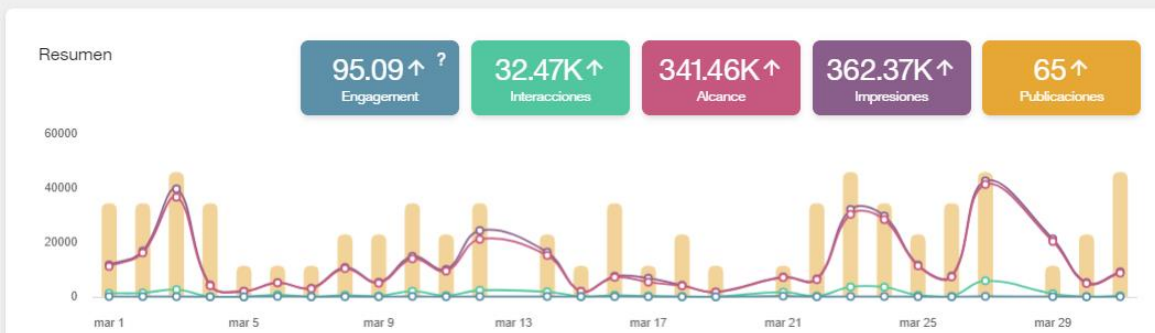 Resumen
95.09↑ ?
Engagement
32.47K↑
Interacciones
341.46K↑
Alcance
362.37K↑
Impresiones
65↑
Publicaciones
60000
40000
20000
0
mar 1 mar 5 mar 9 mar 13 mar 17 mar 21 mar 25 mar 29